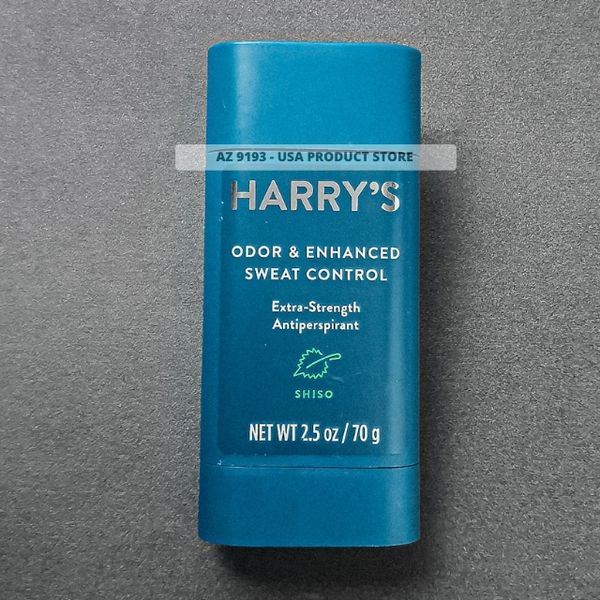 AZ 9193 - USA PRODUCT STORE
HARRY'S
ODOR & ENHANCED
SWEAT CONTROL
Extra-Strength
Antiperspirant
SHISO
NET WT 2.5 oz / 70 g